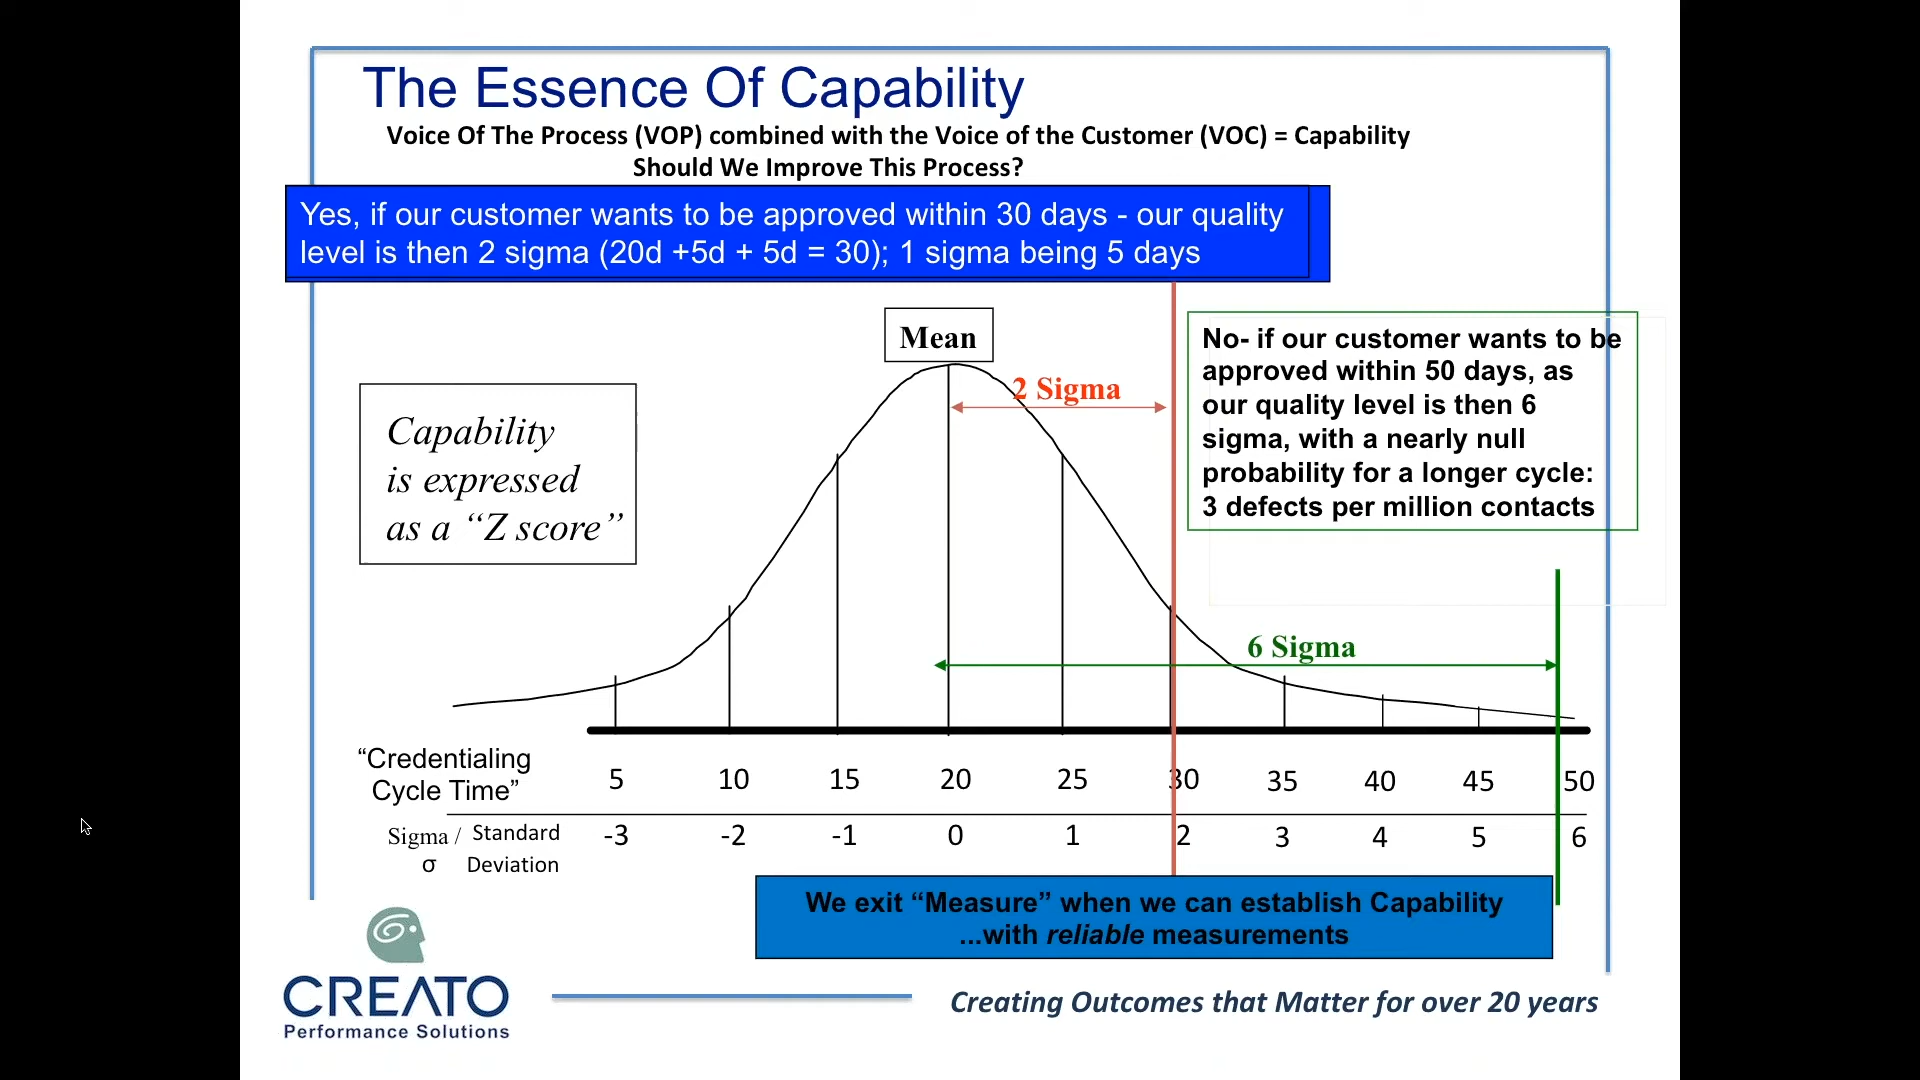 The Essence Of Capability
Voice Of The Process (VOP) combined with the Voice of the Customer (VOC) = Capability
Should We Improve This Process?
Yes, if our customer wants to be approved within 30 days - our quality
level is then 2 sigma (20d +5d + 5d = 30); 1 sigma being 5 days
Mean
2 Sigma
No- if our customer wants to be
approved within 50 days, as
our quality level is then 6
sigma, with a nearly null
probability for a longer cycle:
3 defects per million contacts
Capability
is expressed
as a “Z score”
6 Sigma
“Credentialing
Cycle Time”
5 10 15 20 25 30 35 40 45 50
Sigma / Standard
σ Deviation
-3 -2 -1 0 1 2 3 4 5 6
We exit “Measure” when we can establish Capability
...with reliable measurements
CREATO
Performance Solutions
Creating Outcomes that Matter for over 20 years